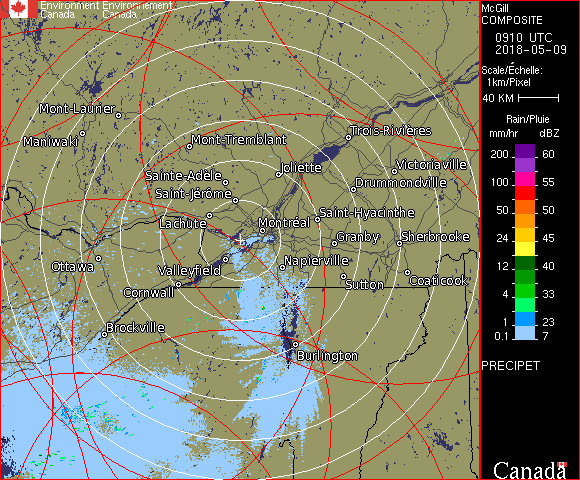 Environment Environnement
Canada Canada
McGill
COMPOSITE
0910 UTC
2018-05-09
Scale/Échelle:
1km/Pixel
40 KM
Rain/Pluie
mm/hr dBZ
200 60
100 55
50 50
24 45
12 40
4 33
1 23
0.1 7
PRECIPET
Canada
Mont-Laurier
Maniwaki
Mont-Tremblant
Trois-Rivières
Joliette
Victoriaville
Sainte-Adèle
Drummondville
Saint-Jérôme
Lachute
Saint-Hyacinthe
Montréal
Granby
Sherbrooke
Ottawa
Valleyfield
Napierville
Cornwall
Sutton
Coaticook
Brockville
Burlington